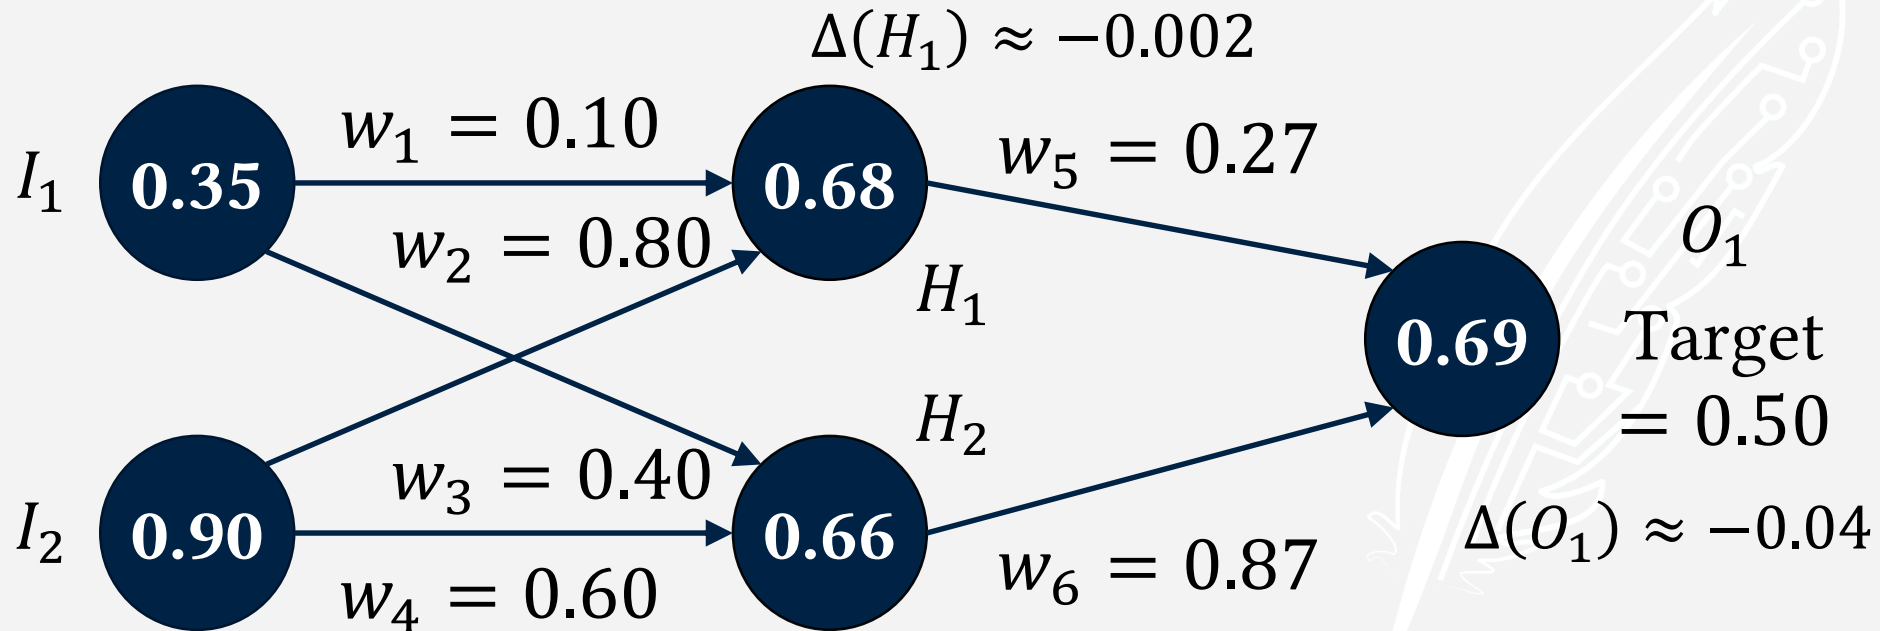 Δ(H₁) ≈ −0.002
I₁
0.35
w₁ = 0.10
0.68
w₅ = 0.27
w₂ = 0.80
H₁
O₁
0.69
Target
= 0.50
H₂
w₃ = 0.40
I₂
0.90
0.66
Δ(O₁) ≈ −0.04
w₄ = 0.60
w₆ = 0.87